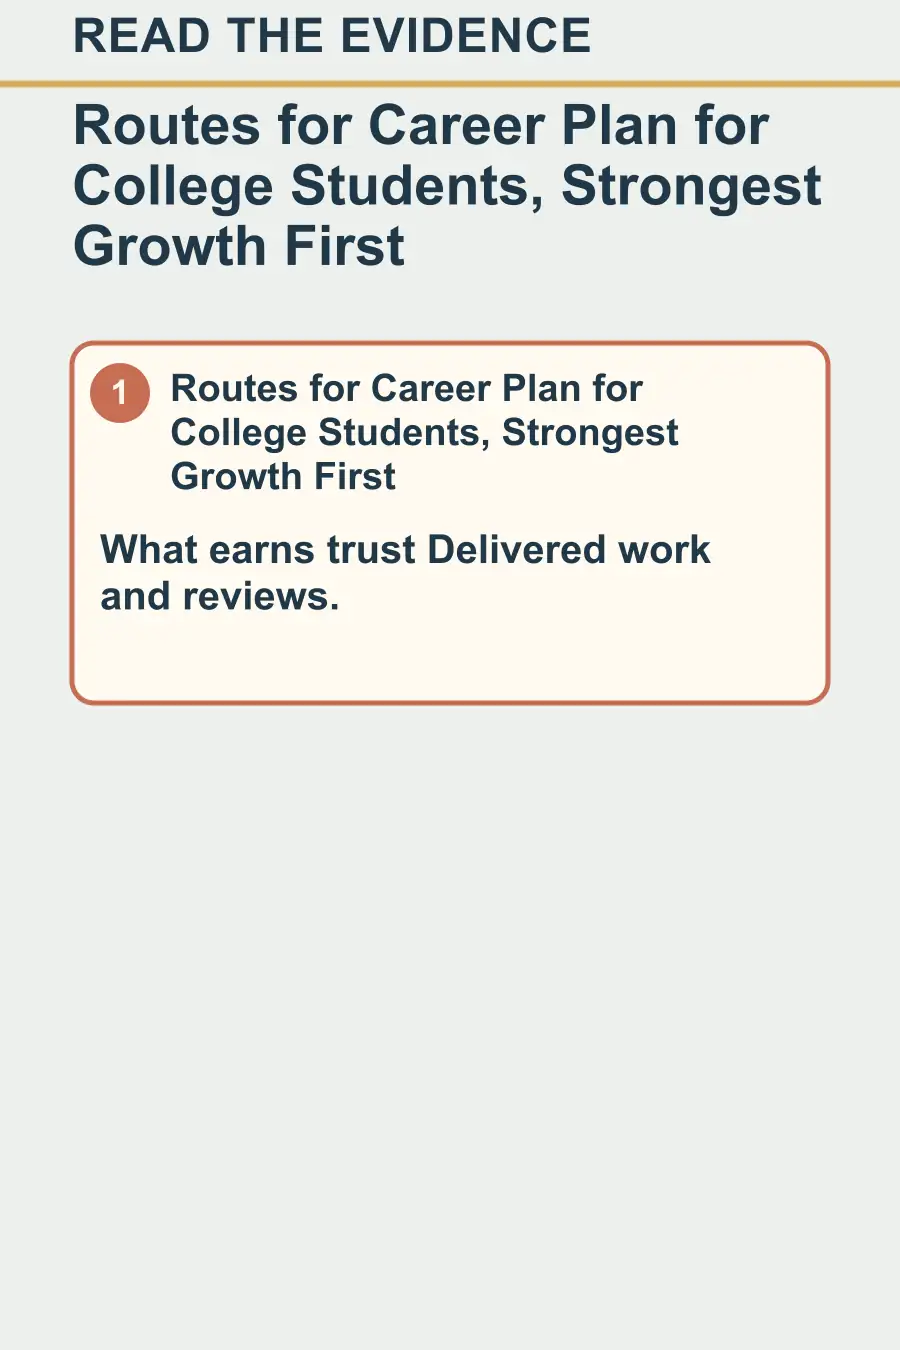 READ THE EVIDENCE
Routes for Career Plan for
College Students, Strongest
Growth First
1
Routes for Career Plan for
College Students, Strongest
Growth First
What earns trust Delivered work
and reviews.